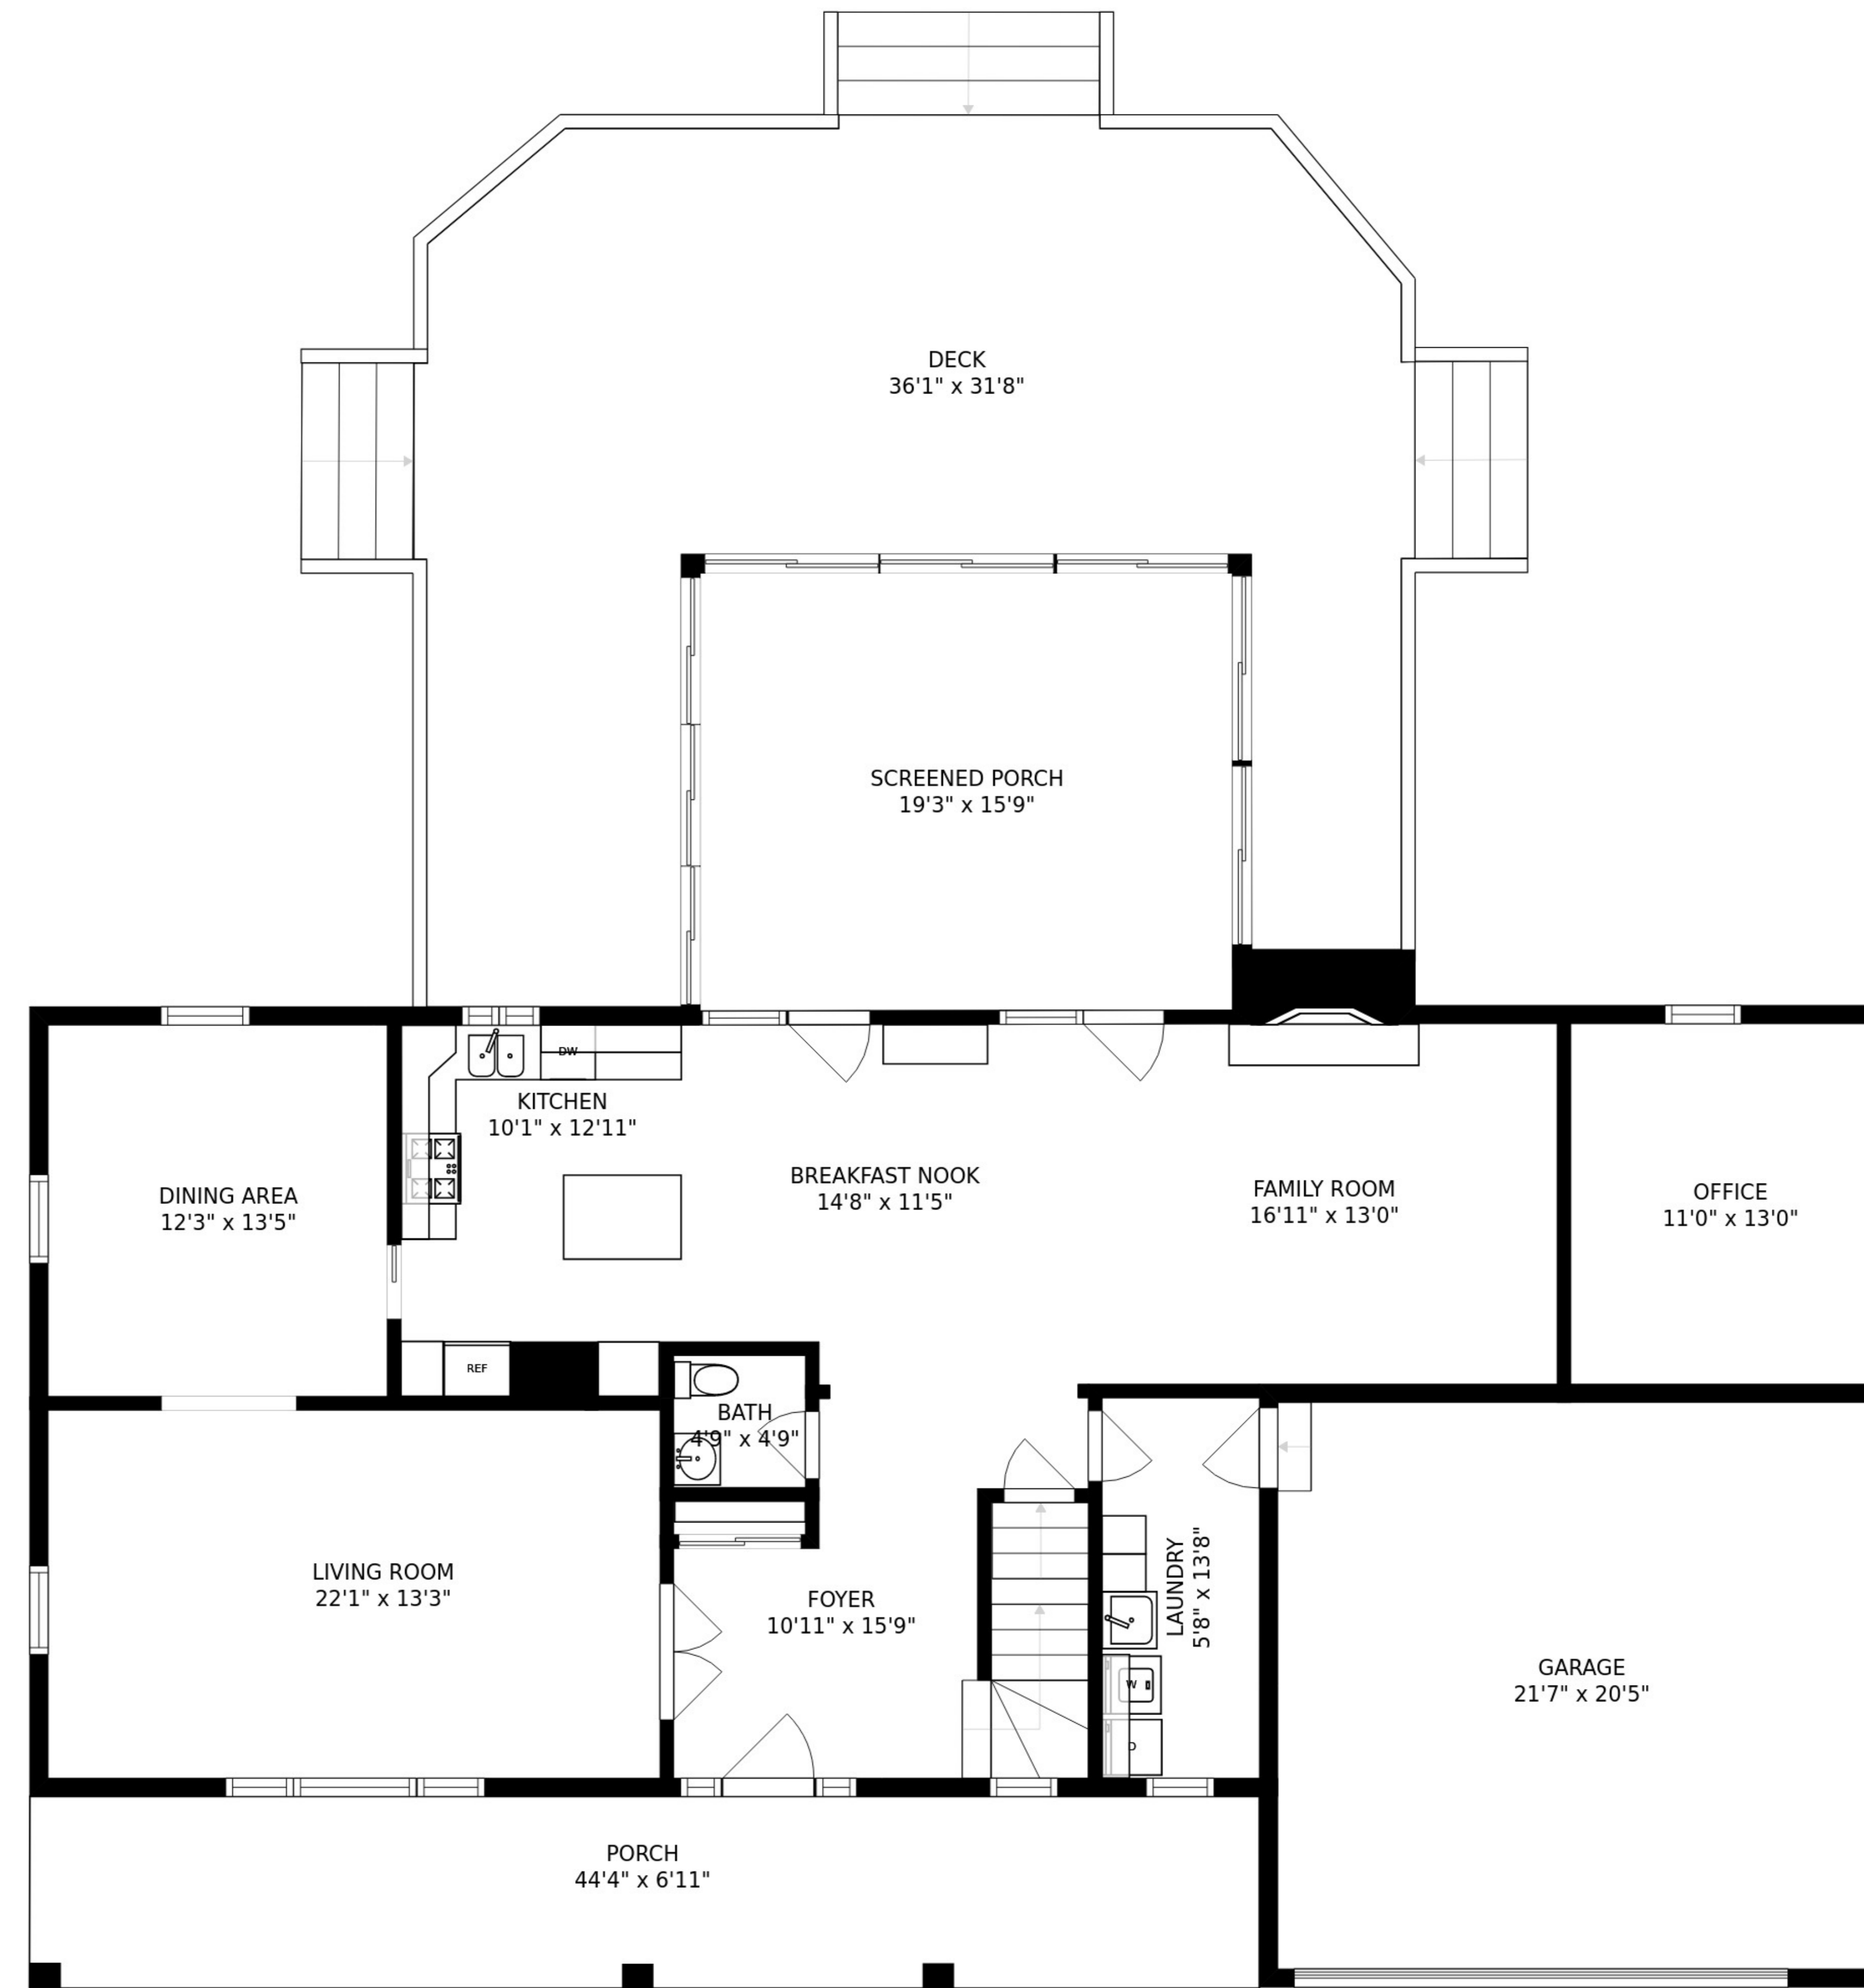 DECK
36'1" x 31'8"
SCREENED PORCH
19'3" x 15'9"
DW
KITCHEN
10'1" x 12'11"
BREAKFAST NOOK
14'8" x 11'5"
FAMILY ROOM
16'11" x 13'0"
OFFICE
11'0" x 13'0"
DINING AREA
12'3" x 13'5"
REF
BATH
4'9" x 4'9"
LIVING ROOM
22'1" x 13'3"
FOYER
10'11" x 15'9"
LAUNDRY
5'8" x 13'8"
W
D
GARAGE
21'7" x 20'5"
PORCH
44'4" x 6'11"